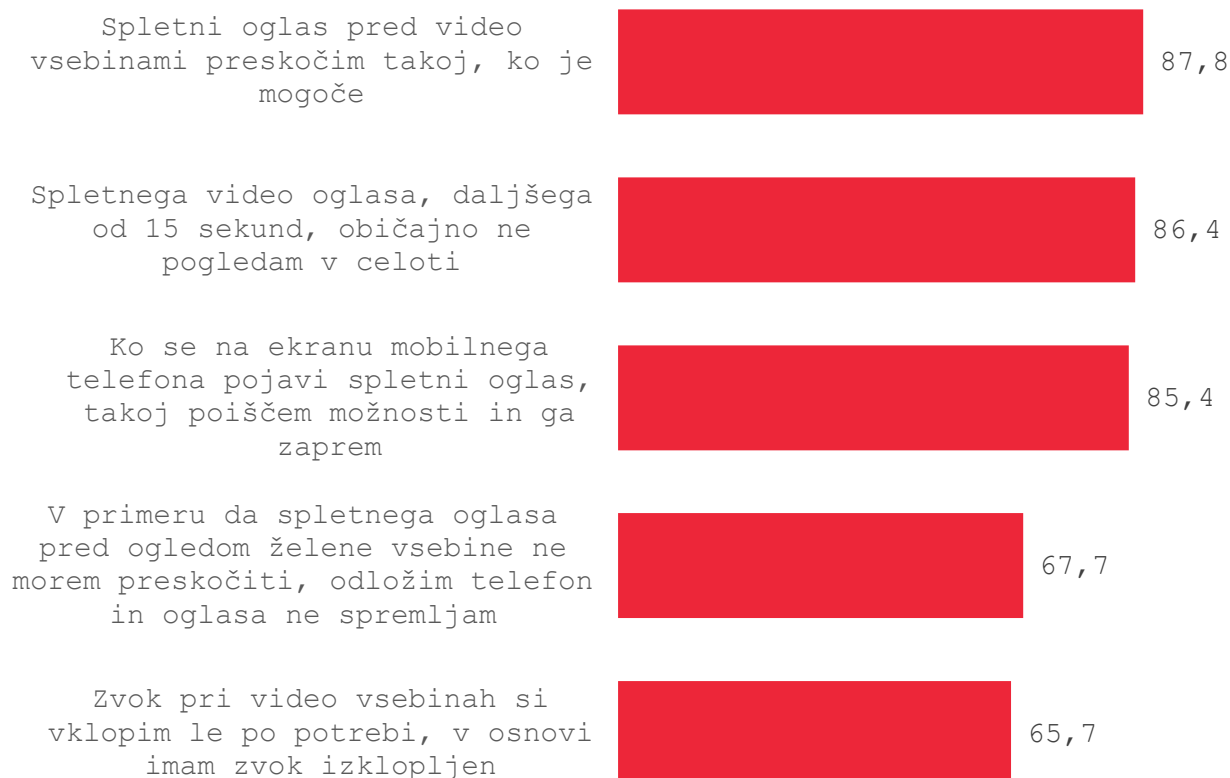 Spletni oglas pred video
vsebinami preskočim takoj, ko je
mogoče
87,8
Spletnega video oglasa, daljšega
od 15 sekund, običajno ne
pogledam v celoti
86,4
Ko se na ekranu mobilnega
telefona pojavi spletni oglas,
takoj poiščem možnosti in ga
zaprem
85,4
V primeru da spletnega oglasa
pred ogledom želene vsebine ne
morem preskočiti, odložim telefon
in oglasa ne spremljam
67,7
Zvok pri video vsebinah si
vklopim le po potrebi, v osnovi
imam zvok izklopljen
65,7